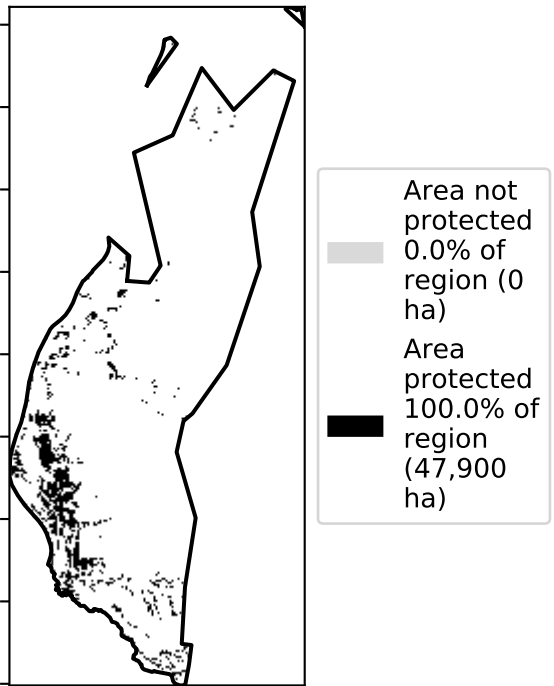 Area not
protected
0.0% of
region (0
ha)
Area
protected
100.0% of
region
(47,900
ha)